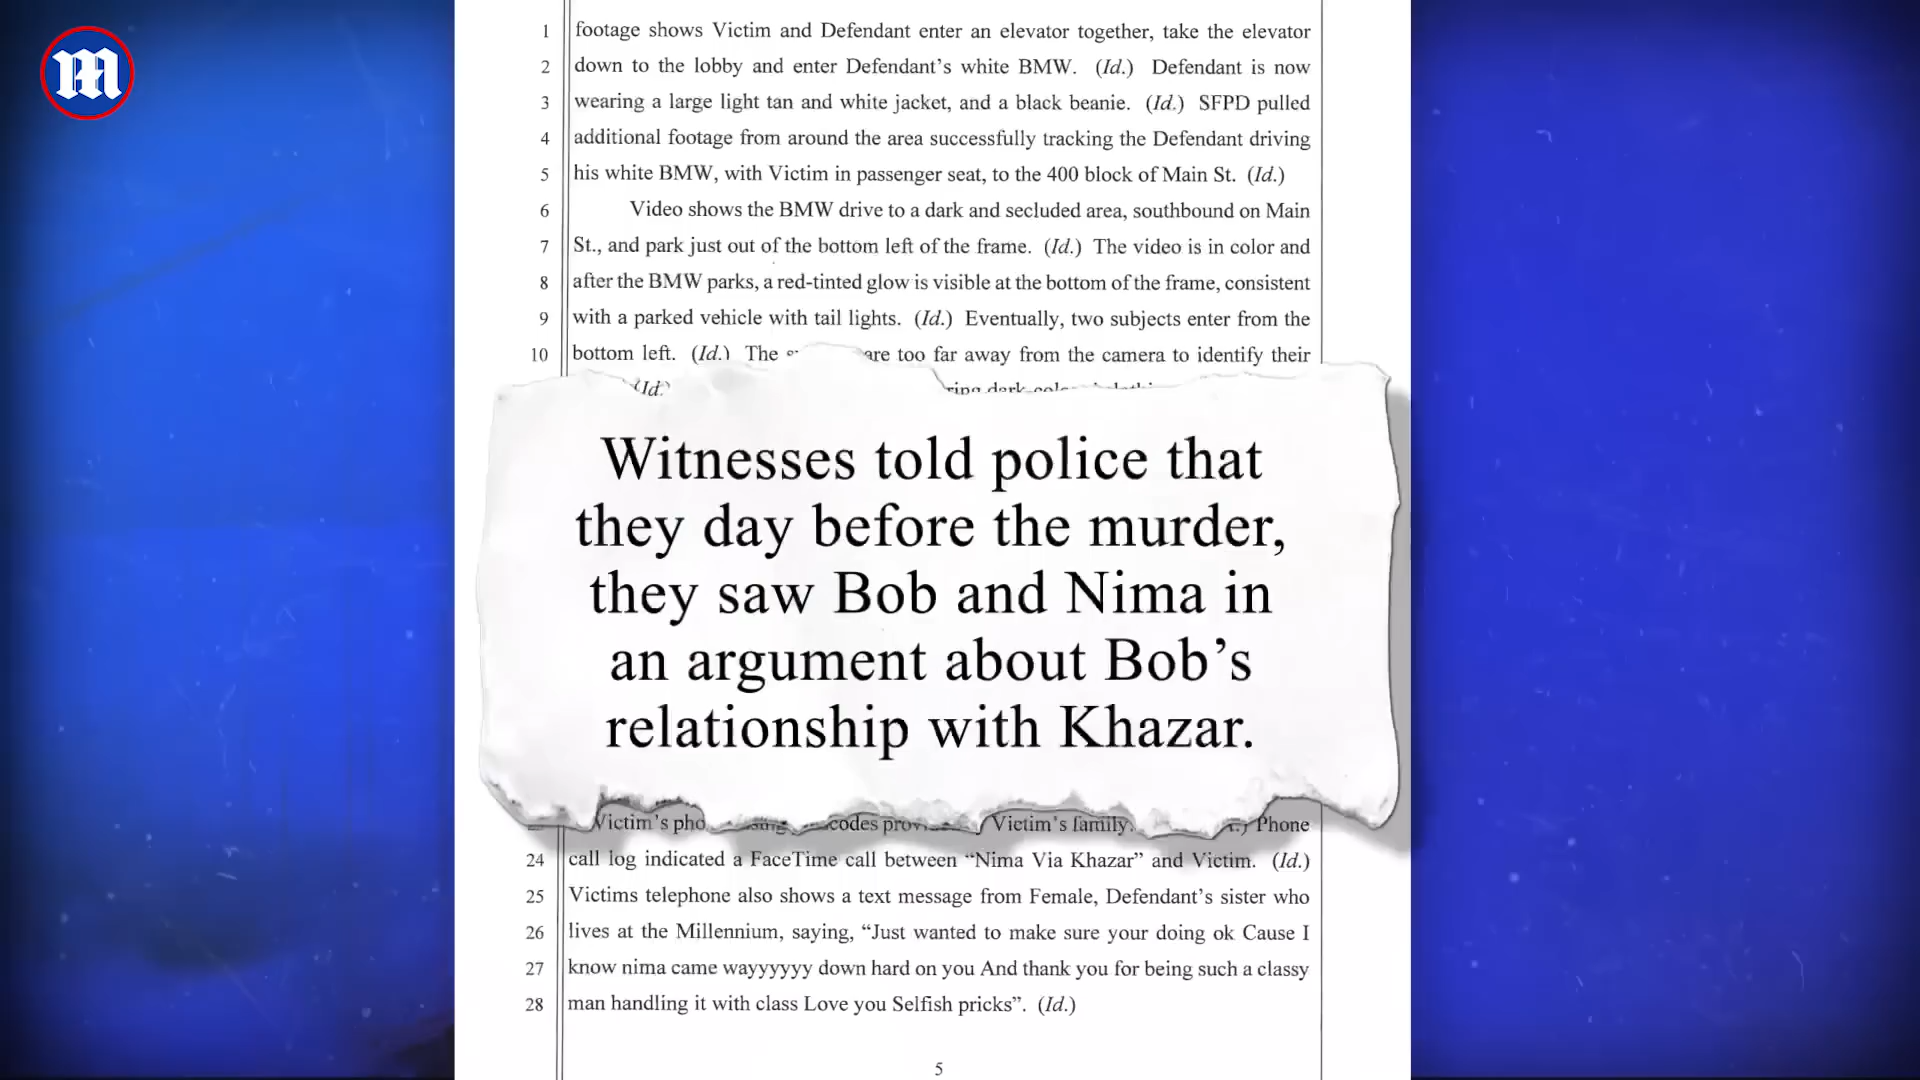 M
1 footage shows Victim and Defendant enter an elevator together, take the elevator
2 down to the lobby and enter Defendant’s white BMW. (Id.) Defendant is now
3 wearing a large light tan and white jacket, and a black beanie. (Id.) SFPD pulled
4 additional footage from around the area successfully tracking the Defendant driving
5 his white BMW, with Victim in passenger seat, to the 400 block of Main St. (Id.)
6 Video shows the BMW drive to a dark and secluded area, southbound on Main
7 St., and park just out of the bottom left of the frame. (Id.) The video is in color and
8 after the BMW parks, a red-tinted glow is visible at the bottom of the frame, consistent
9 with a parked vehicle with tail lights. (Id.) Eventually, two subjects enter from the
10 bottom left. (Id.) The are too far away from the camera to identify their
(Id.
Witnesses told police that
they day before the murder,
they saw Bob and Nima in
an argument about Bob’s
relationship with Khazar.
Victim’s codes Victim’s family. Phone
24 call log indicated a FaceTime call between “Nima Via Khazar” and Victim. (Id.)
25 Victims telephone also shows a text message from Female, Defendant’s sister who
26 lives at the Millennium, saying, “Just wanted to make sure your doing ok Cause I
27 know nima came wayyyyyy down hard on you And thank you for being such a classy
28 man handling it with class Love you Selfish pricks”. (Id.)
5